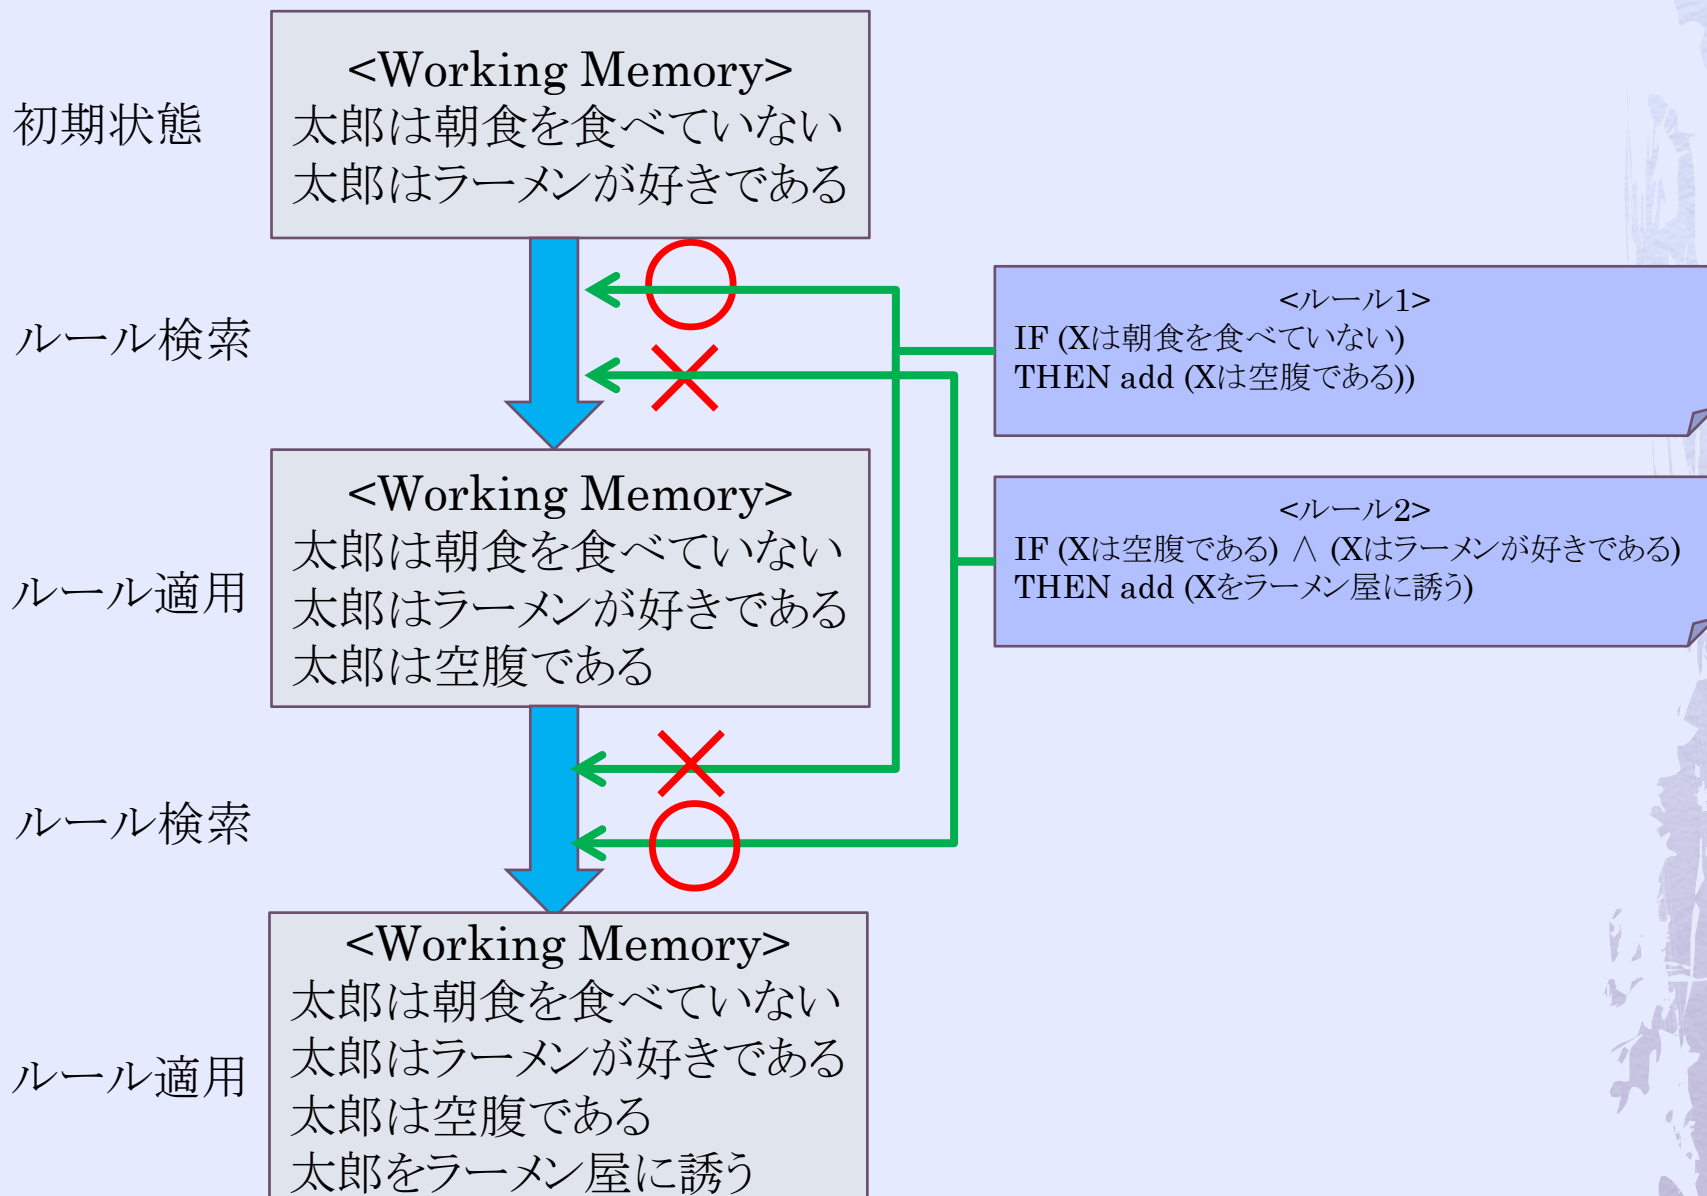 初期状態
<Working Memory>
太郎は朝食を食べていない
太郎はラーメンが好きである
ルール検索
<ルール1>
IF (Xは朝食を食べていない)
THEN add (Xは空腹である))
ルール適用
<Working Memory>
太郎は朝食を食べていない
太郎はラーメンが好きである
太郎は空腹である
<ルール2>
IF (Xは空腹である) ∧ (Xはラーメンが好きである)
THEN add (Xをラーメン屋に誘う)
ルール検索
ルール適用
<Working Memory>
太郎は朝食を食べていない
太郎はラーメンが好きである
太郎は空腹である
太郎をラーメン屋に誘う